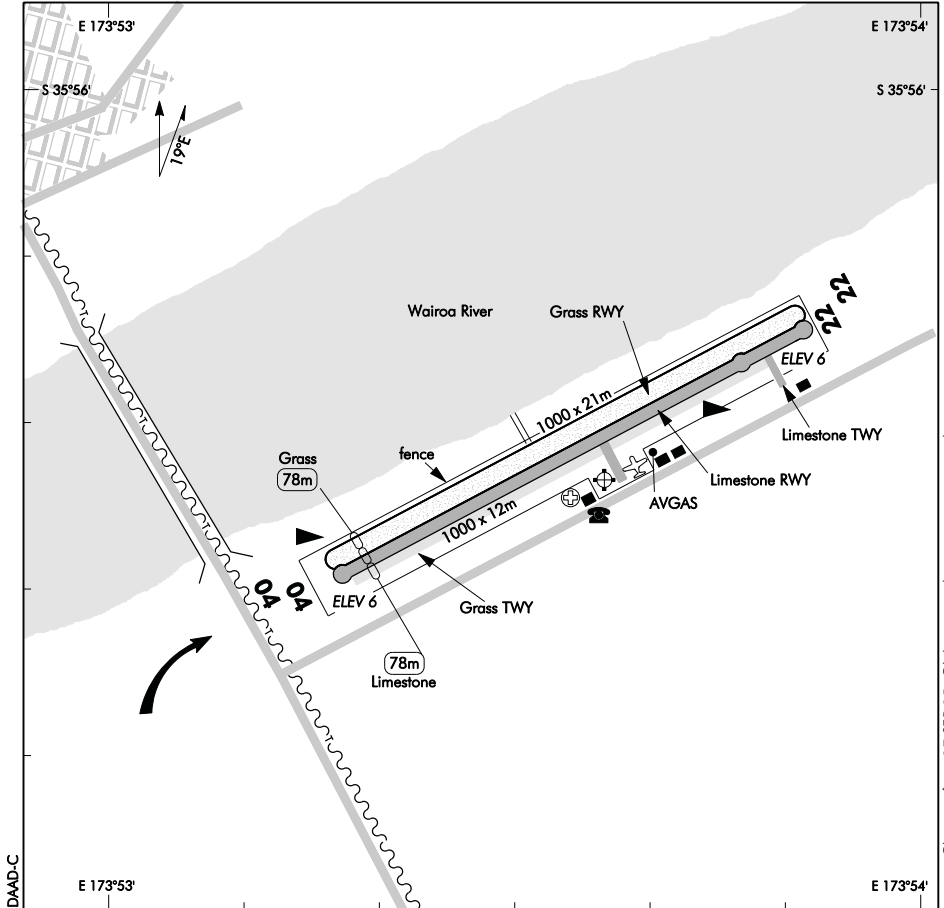 E 173°53'
E 173°54'
S 35°56'
S 35°56'
19°E
T
Wairoa River
Grass RWY
22
22
ELEV 6
1000 x 21m
T
Limestone TWY
fence
Grass
78m
Limestone RWY
AVGAS
1000 x 12m
T
04
04
ELEV 6
Grass TWY
78m
Limestone
T
DAAD-C
E 173°53'
E 173°54'